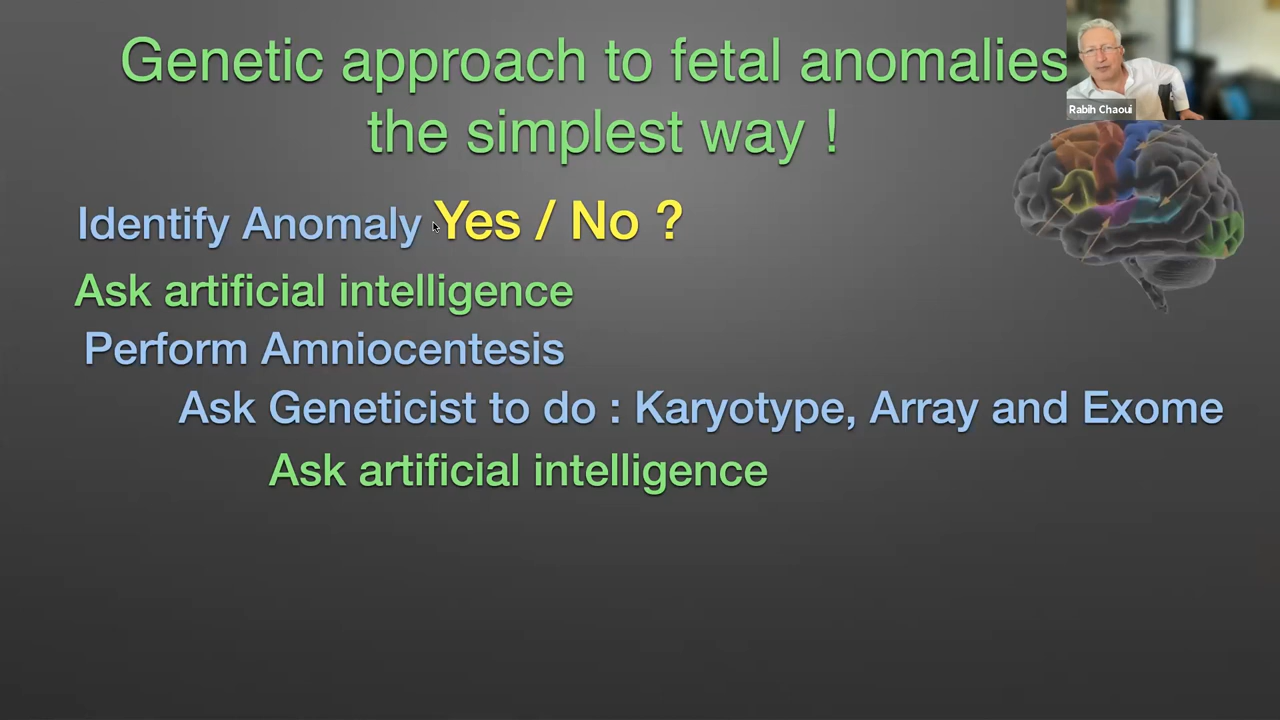 Genetic approach to fetal anomalies
the simplest way !
Rabih Chaoui
Identify Anomaly Yes / No ?
Ask artificial intelligence
Perform Amniocentesis
Ask Geneticist to do : Karyotype, Array and Exome
Ask artificial intelligence